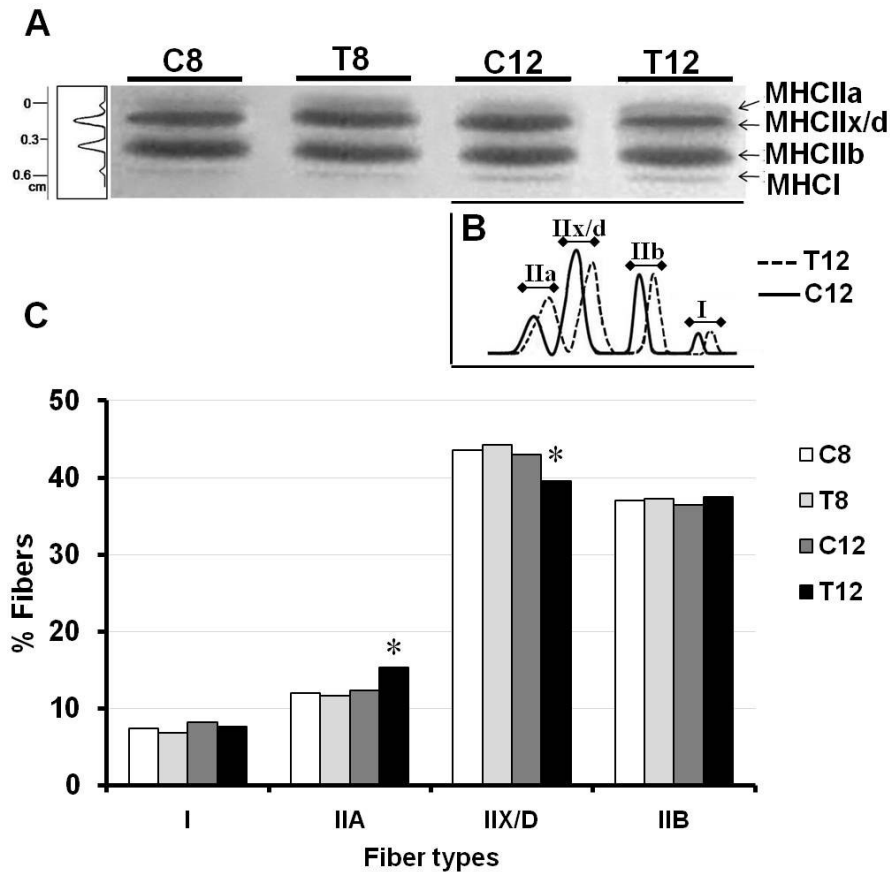 A
C8 T8 C12 T12
0
0.3
0.6
cm
MHCIIa
MHCIIx/d
MHCIIb
MHCI
B
IIa
IIx/d
IIb
I
T12
C12
C
50
40
30
20
10
0
% Fibers
*
*
I IIA IIX/D IIB
Fiber types
C8
T8
C12
T12